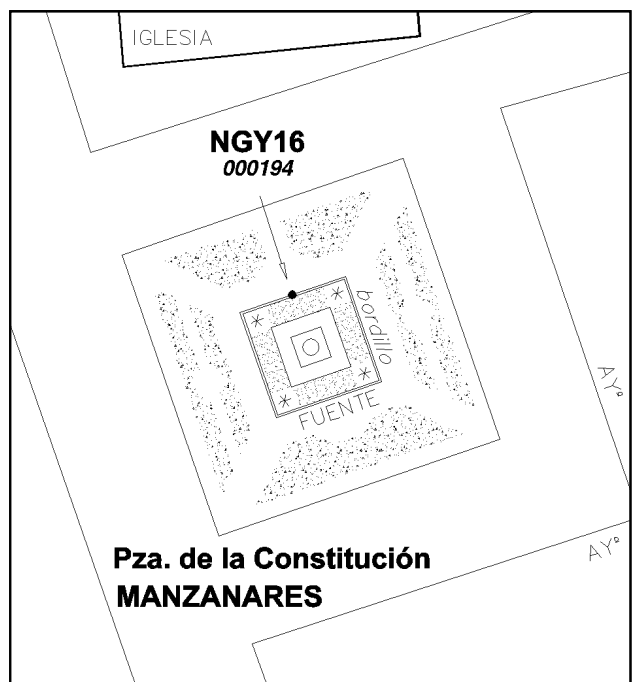 IGLESIA
NGY16
000194
bordillo
FUENTE
AYº
AYº
Pza. de la Constitución
MANZANARES